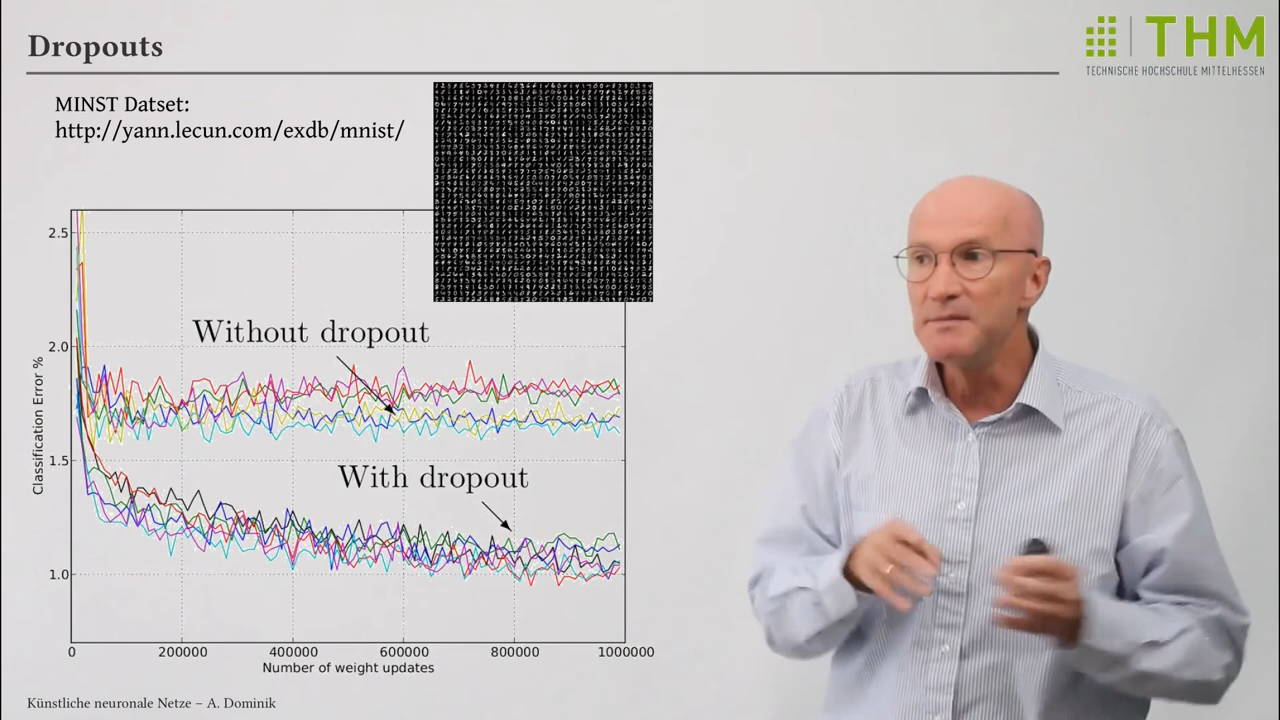 Dropouts
THM
TECHNISCHE HOCHSCHULE MITTELHESSEN
MINST Datset:
http://yann.lecun.com/exdb/mnist/
2.5
2.0
1.5
1.0
Classification Error %
Without dropout
With dropout
0 200000 400000 600000 800000 1000000
Number of weight updates
Künstliche neuronale Netze – A. Dominik